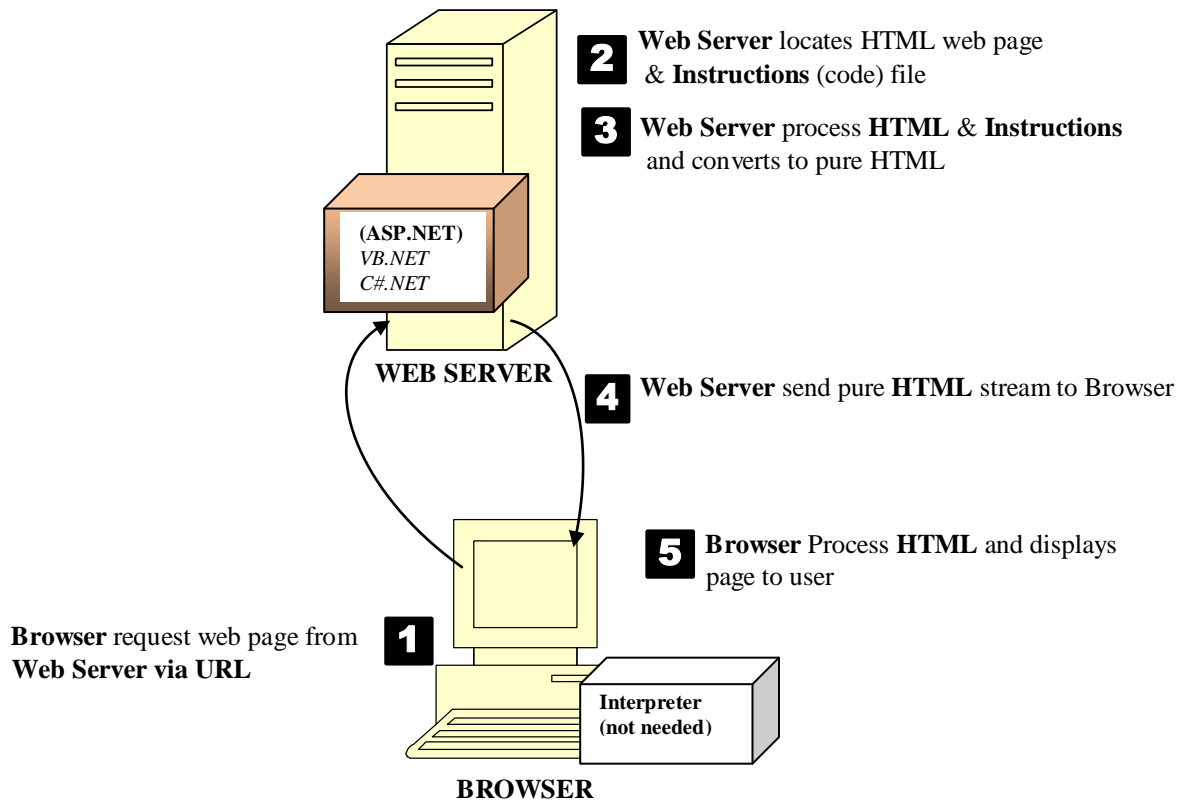 2
Web Server locates HTML web page
& Instructions (code) file
3
Web Server process HTML & Instructions
and converts to pure HTML
(ASP.NET)
VB.NET
C#.NET
WEB SERVER
4
Web Server send pure HTML stream to Browser
5
Browser Process HTML and displays
page to user
1
Browser request web page from
Web Server via URL
Interpreter
(not needed)
BROWSER